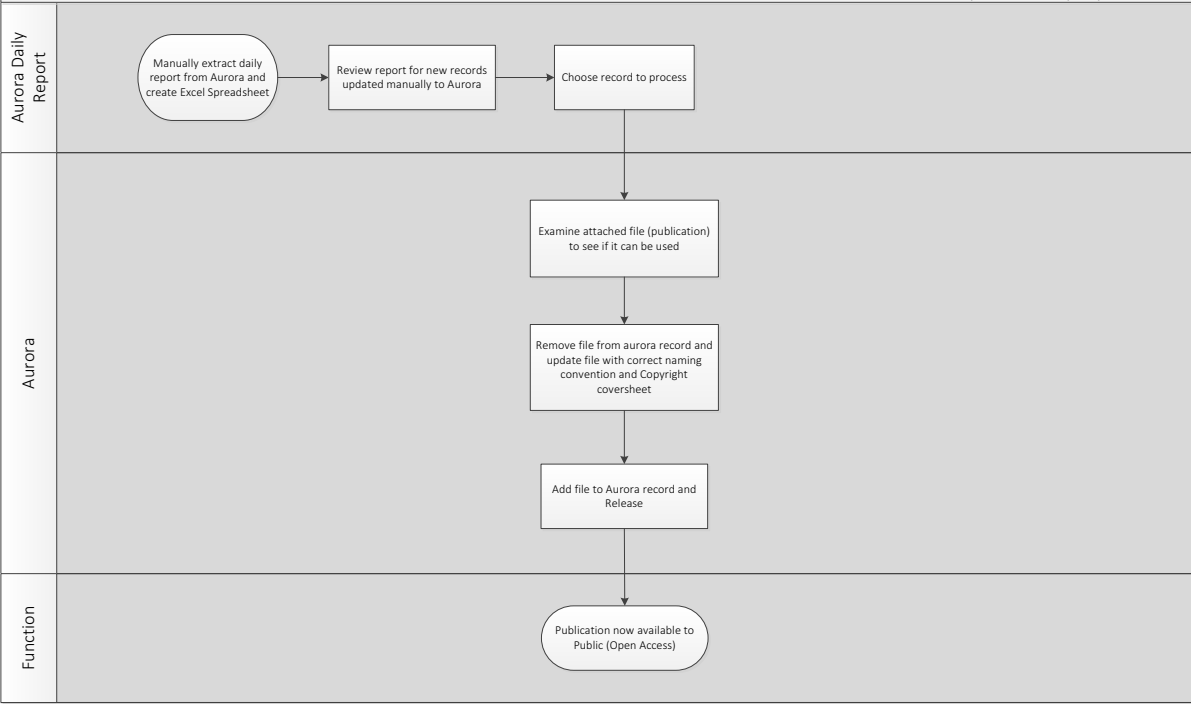 Aurora Daily
Report
Manually extract daily
report from Aurora and
create Excel Spreadsheet
Review report for new records
updated manually to Aurora
Choose record to process
Aurora
Examine attached file (publication)
to see if it can be used
Remove file from aurora record and
update file with correct naming
convention and Copyright
coversheet
Add file to Aurora record and
Release
Function
Publication now available to
Public (Open Access)